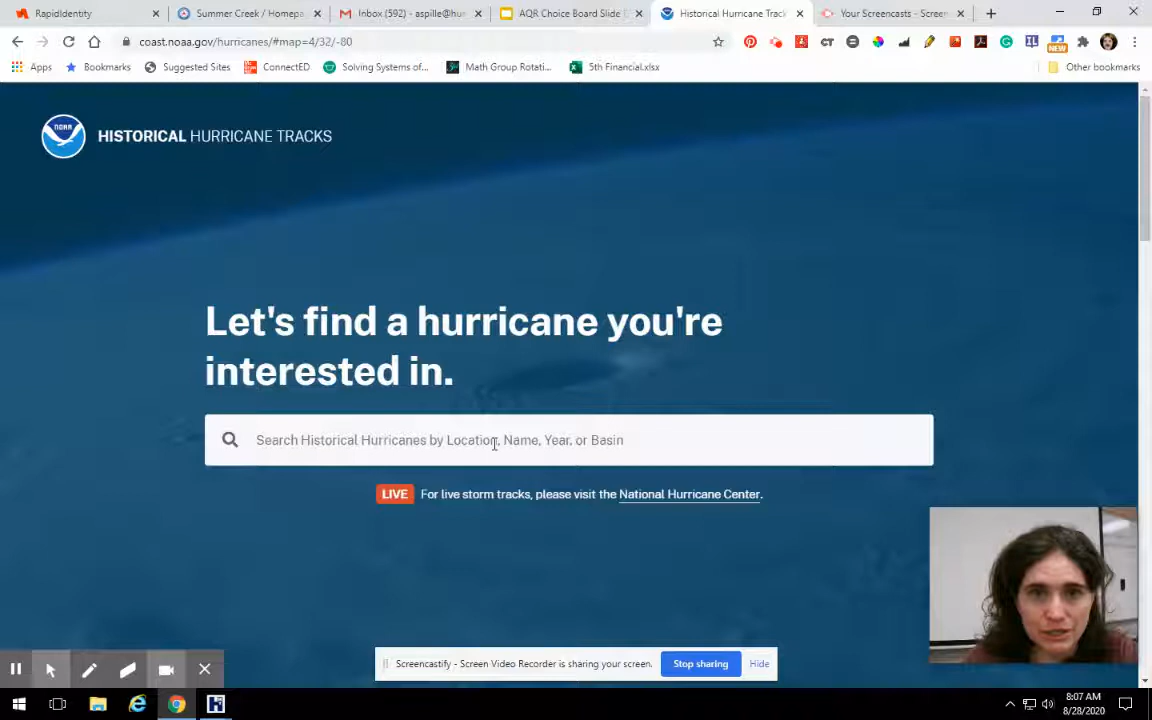 RapidIdentity
Summer Creek / Homepa
Inbox (592) - aspille@hum
AQR Choice Board Slide
Historical Hurricane Track
Your Screencasts - Screen
coast.noaa.gov/hurricanes/#map=4/32/-80
Apps
Bookmarks
Suggested Sites
ConnectED
Solving Systems of...
Math Group Rotati...
5th Financial.xlsx
Other bookmarks
NEW
NOAA
HISTORICAL HURRICANE TRACKS
Let's find a hurricane you're
interested in.
Search Historical Hurricanes by Location, Name, Year, or Basin
LIVE For live storm tracks, please visit the National Hurricane Center.
Screencastify - Screen Video Recorder is sharing your screen.
Stop sharing
Hide
8:07 AM
8/28/2020